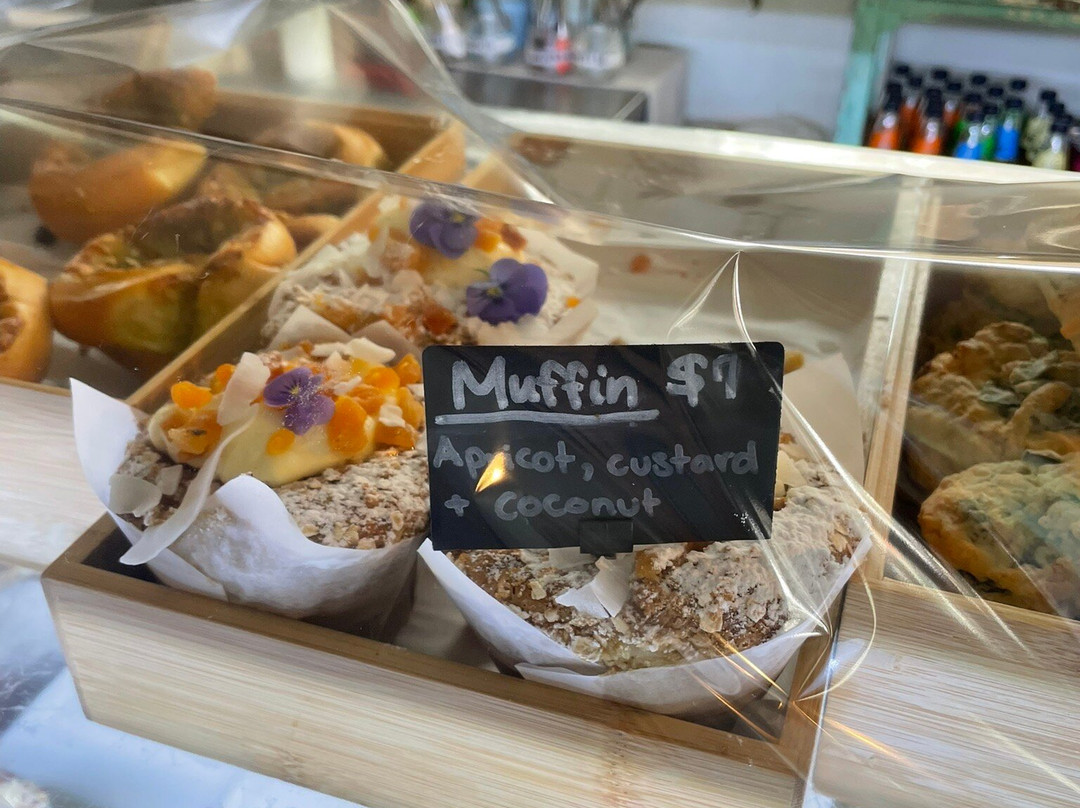 Muffin $7
Apricot, custard
+ coconut